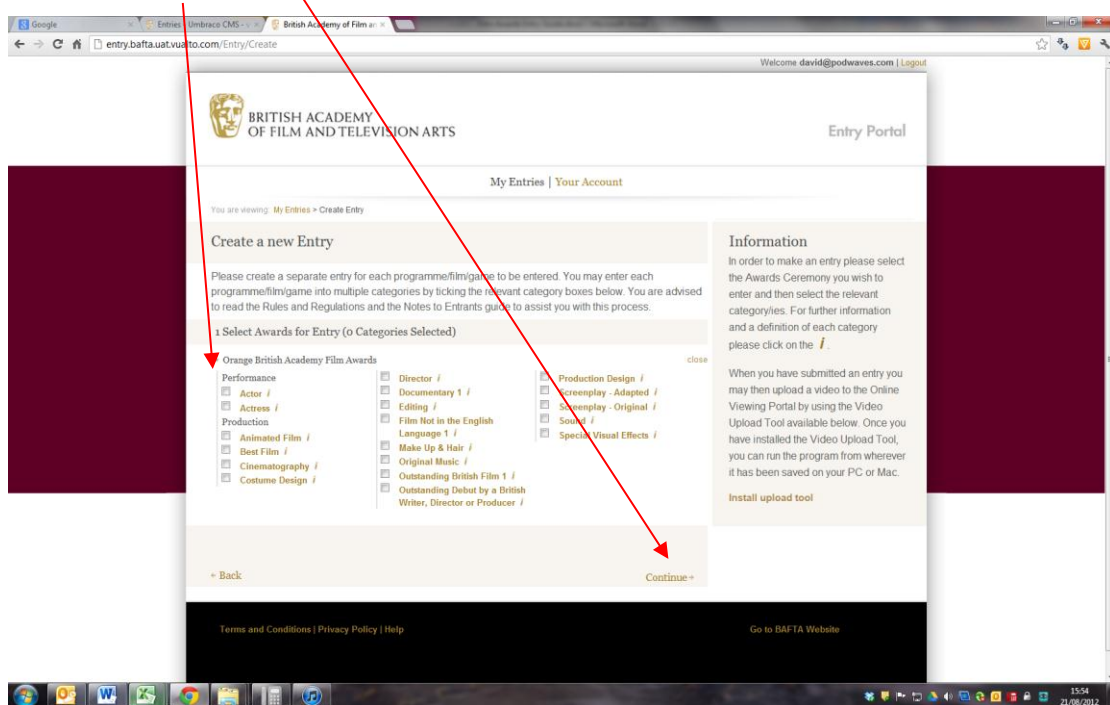 Google
Entries - Umbraco CMS - v
British Academy of Film an
entry.bafta.uat.vualto.com/Entry/Create
Welcome david@podwaves.com | Logout
BRITISH ACADEMY
OF FILM AND TELEVISION ARTS
Entry Portal
My Entries | Your Account
You are viewing: My Entries > Create Entry
Create a new Entry
Please create a separate entry for each programme/film/game to be entered. You may enter each
programme/film/game into multiple categories by ticking the relevant category boxes below. You are advised
to read the Rules and Regulations and the Notes to Entrants guide to assist you with this process.
1 Select Awards for Entry (0 Categories Selected)
Orange British Academy Film Awards
close
Performance
Actor i
Actress i
Production
Animated Film i
Best Film i
Cinematography i
Costume Design i
Director i
Documentary 1 i
Editing i
Film Not in the English
Language 1 i
Make Up & Hair i
Original Music i
Outstanding British Film 1 i
Outstanding Debut by a British
Writer, Director or Producer i
Production Design i
Screenplay - Adapted i
Screenplay - Original i
Sound i
Special Visual Effects i
Back
Continue
Information
In order to make an entry please select
the Awards Ceremony you wish to
enter and then select the relevant
category/ies. For further information
and a definition of each category
please click on the i .
When you have submitted an entry you
may then upload a video to the Online
Viewing Portal by using the Video
Upload Tool available below. Once you
have installed the Video Upload Tool,
you can run the program from wherever
it has been saved on your PC or Mac.
Install upload tool
Terms and Conditions | Privacy Policy | Help
Go to BAFTA Website
15:54
21/08/2012